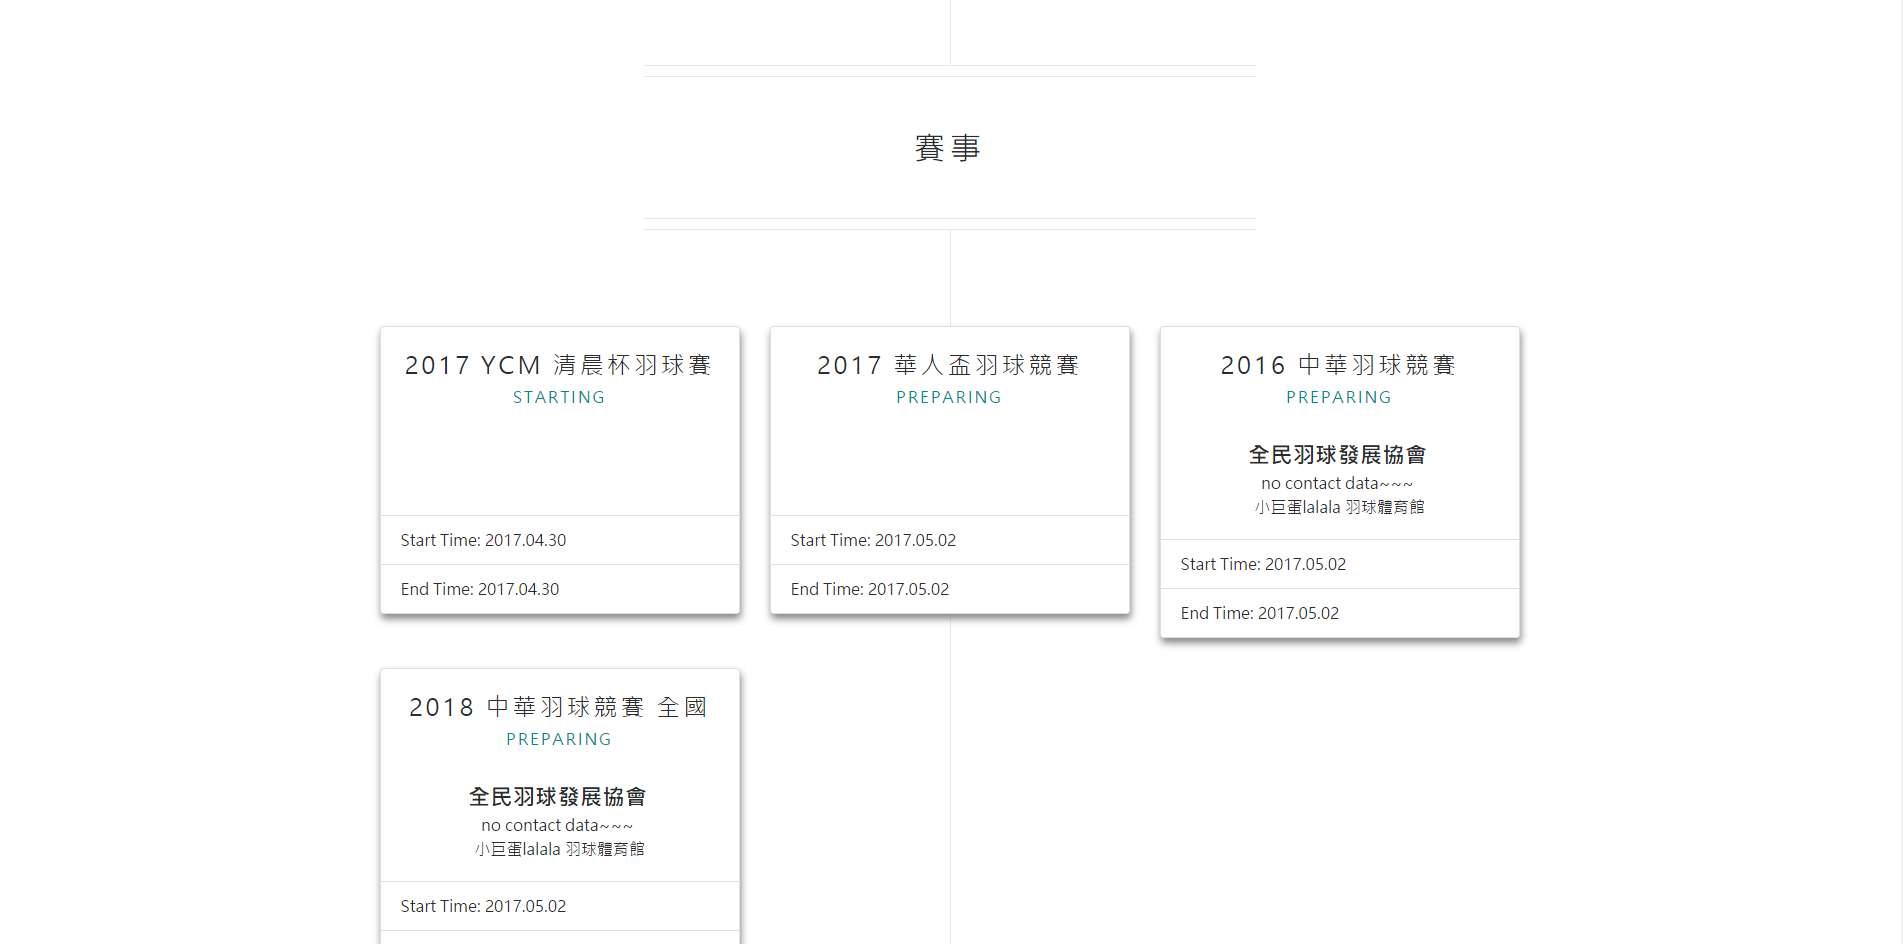 賽事
2017 YCM 清晨杯羽球賽
STARTING
Start Time: 2017.04.30
End Time: 2017.04.30
2017 華人盃羽球競賽
PREPARING
Start Time: 2017.05.02
End Time: 2017.05.02
2016 中華羽球競賽
PREPARING
全民羽球發展協會
no contact data~~~
小巨蛋lalala 羽球體育館
Start Time: 2017.05.02
End Time: 2017.05.02
2018 中華羽球競賽 全國
PREPARING
全民羽球發展協會
no contact data~~~
小巨蛋lalala 羽球體育館
Start Time: 2017.05.02